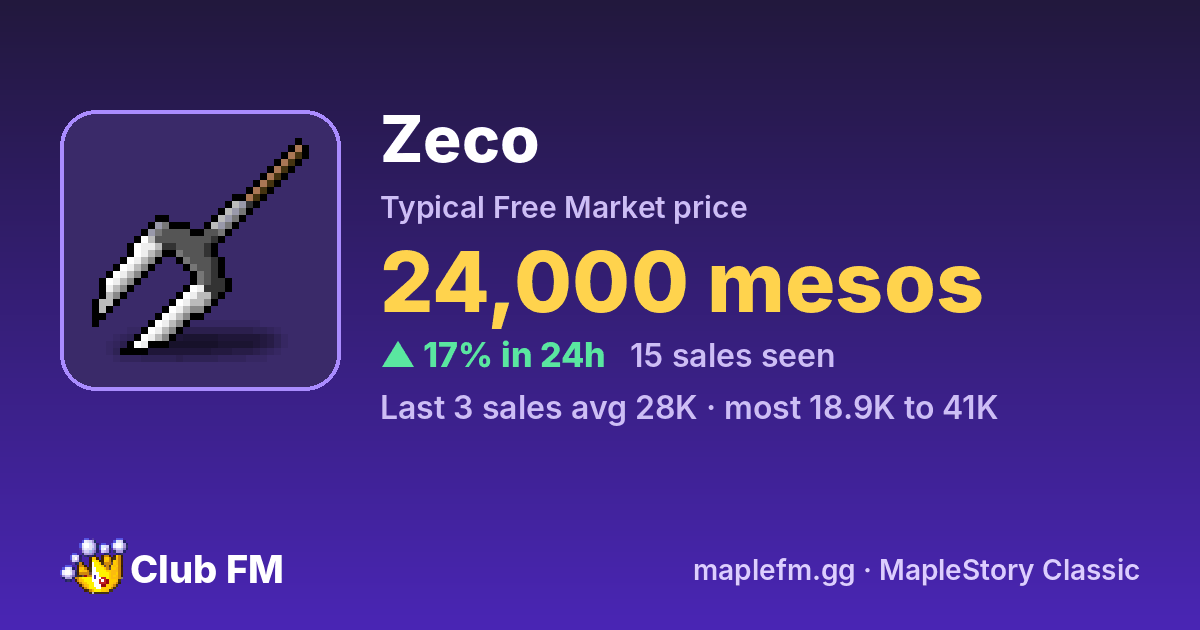 Zeco
Typical Free Market price
24,000 mesos
▲ 17% in 24h 15 sales seen
Last 3 sales avg 28K · most 18.9K to 41K
Club FM
maplefm.gg · MapleStory Classic